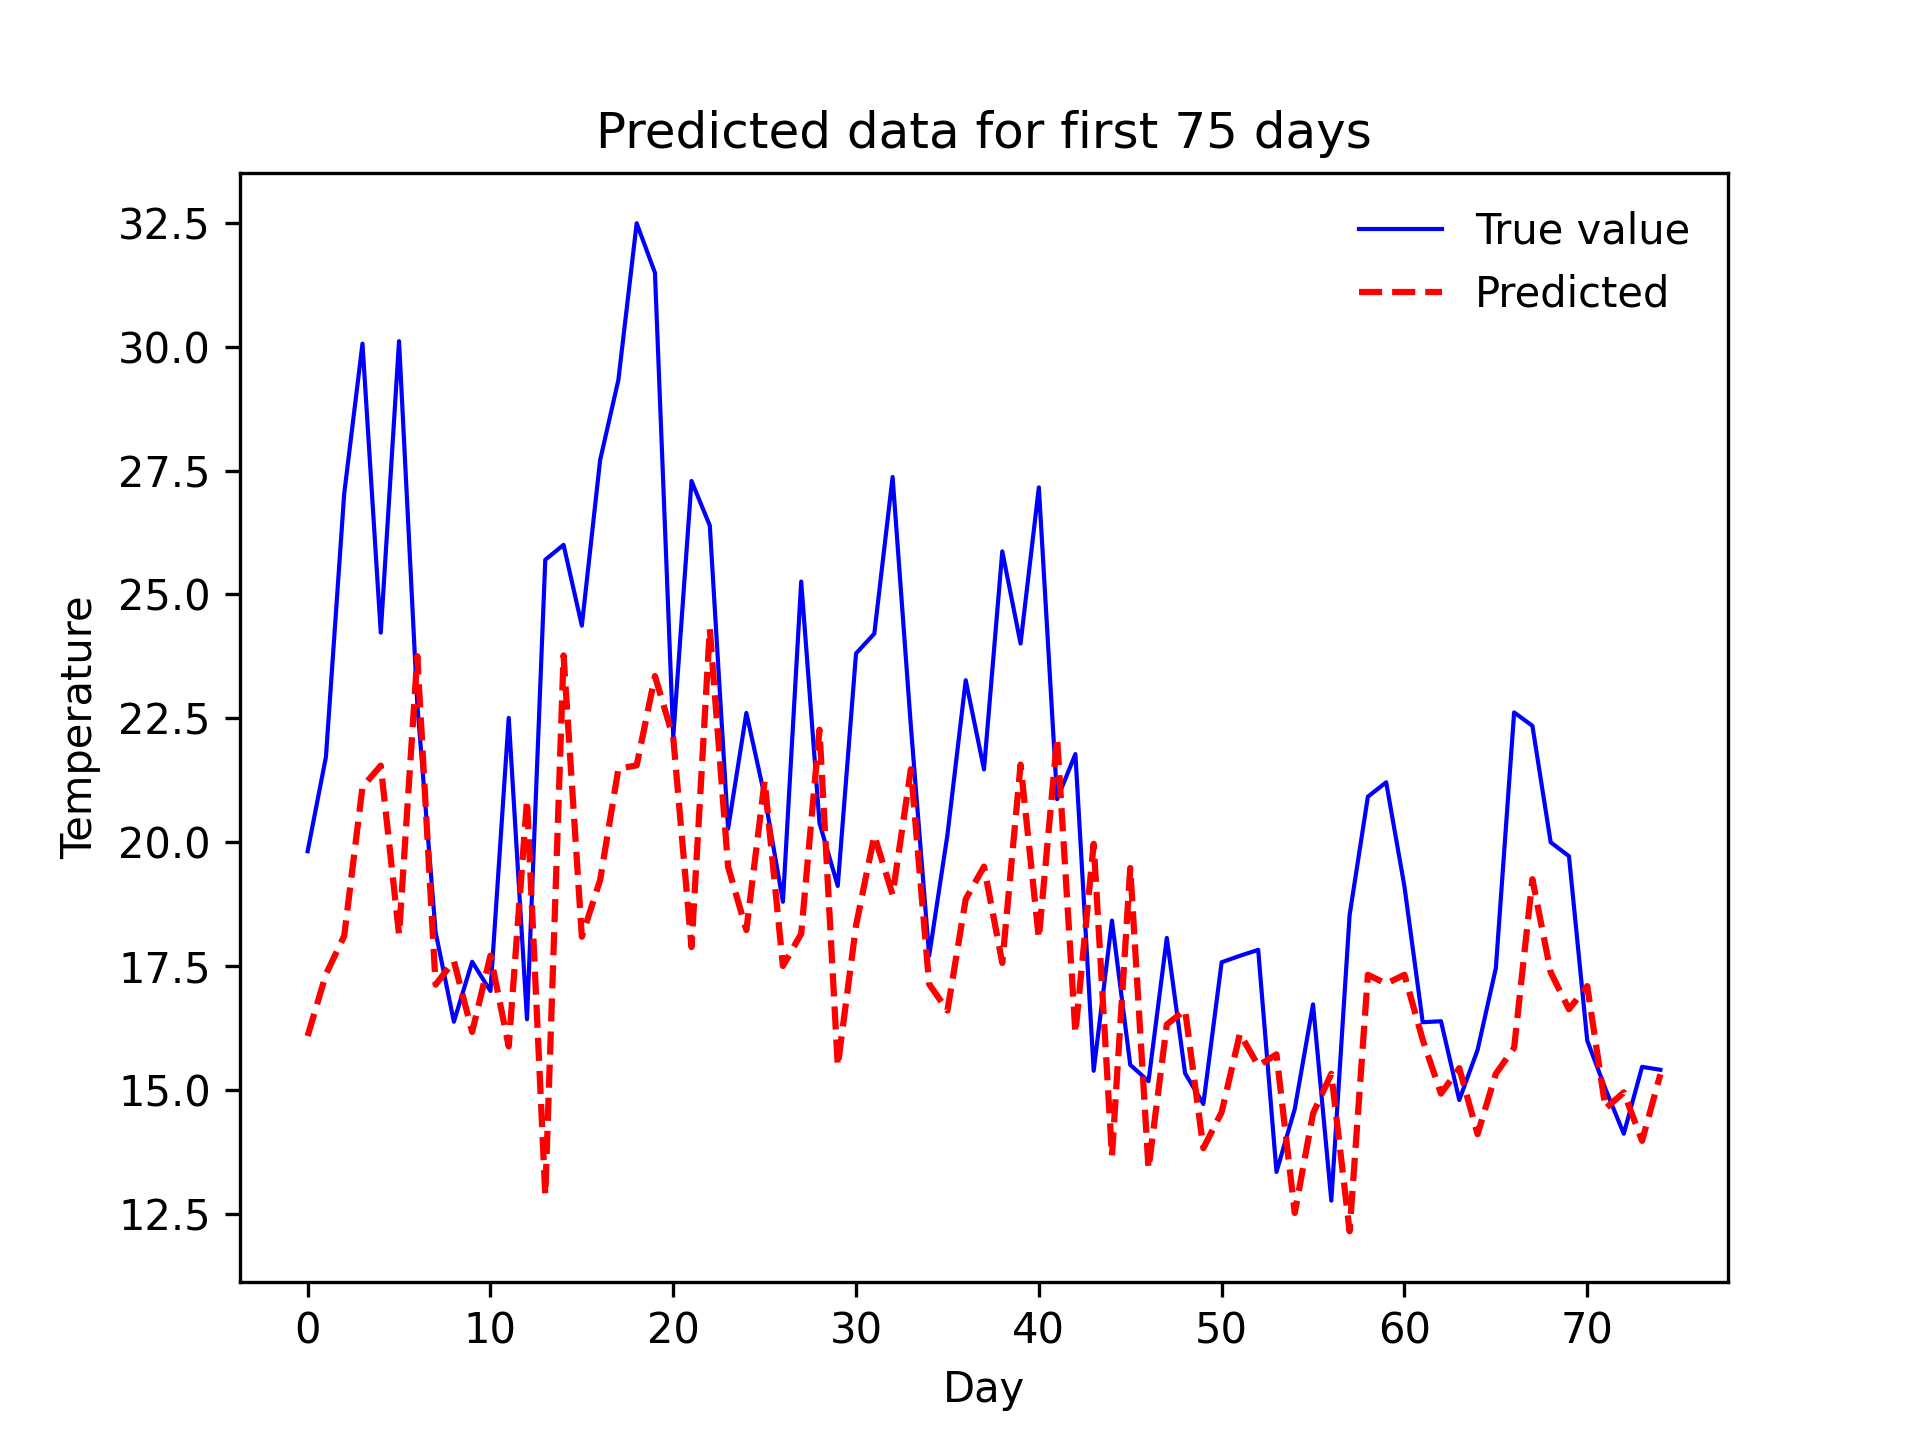 Predicted data for first 75 days
True value
Predicted
32.5
30.0
27.5
25.0
22.5
20.0
17.5
15.0
12.5
Temperature
0 10 20 30 40 50 60 70
Day